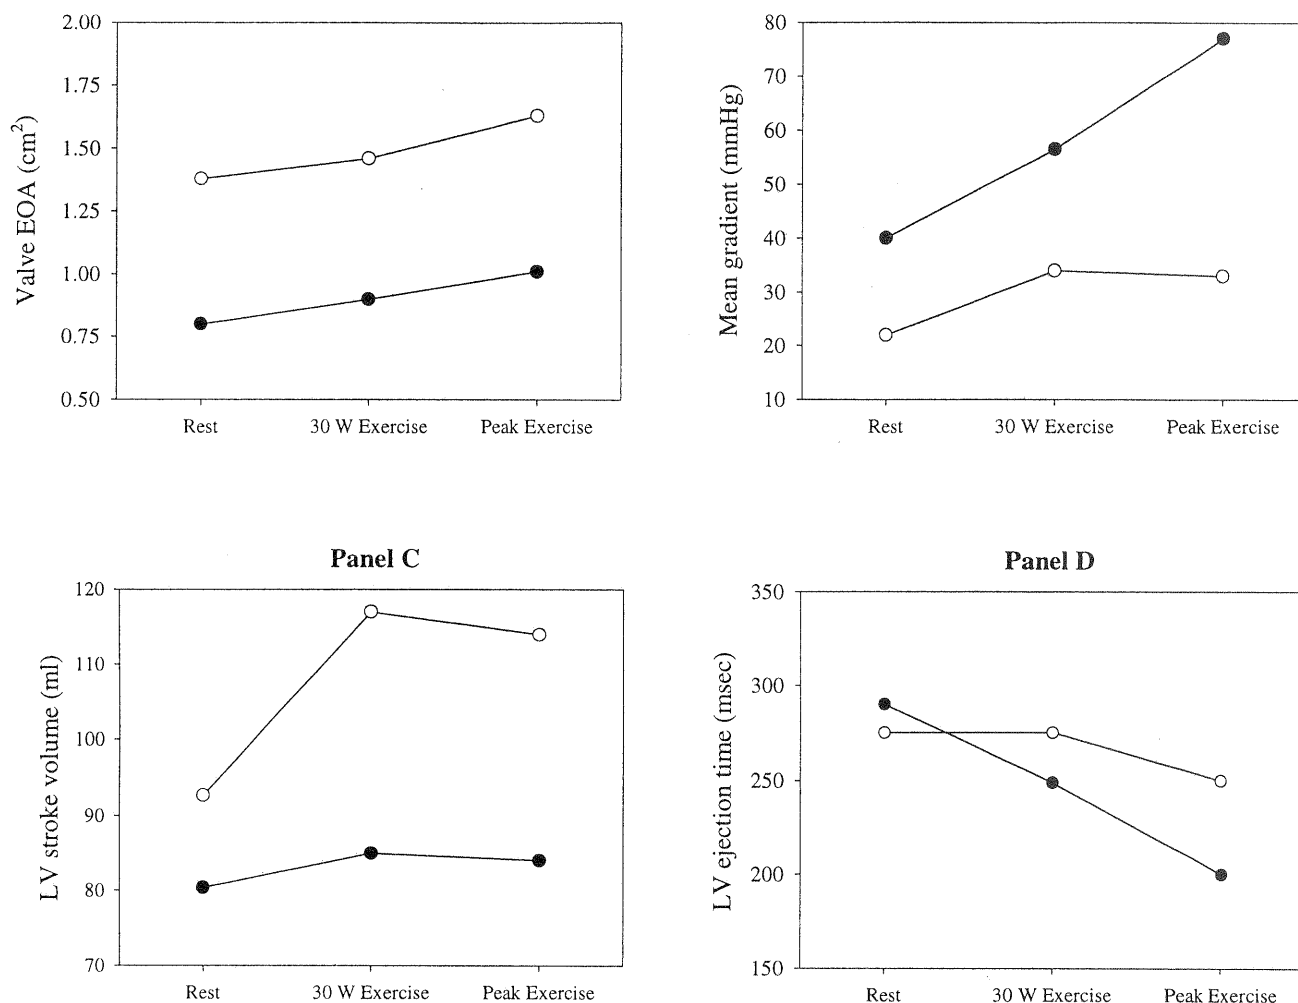 Valve EOA (cm²)
2.00
1.75
1.50
1.25
1.00
0.75
0.50
Rest
30 W Exercise
Peak Exercise
Mean gradient (mmHg)
80
70
60
50
40
30
20
10
Rest
30 W Exercise
Peak Exercise
Panel C
LV stroke volume (ml)
120
110
100
90
80
70
Rest
30 W Exercise
Peak Exercise
Panel D
LV ejection time (msec)
350
300
250
200
150
Rest
30 W Exercise
Peak Exercise